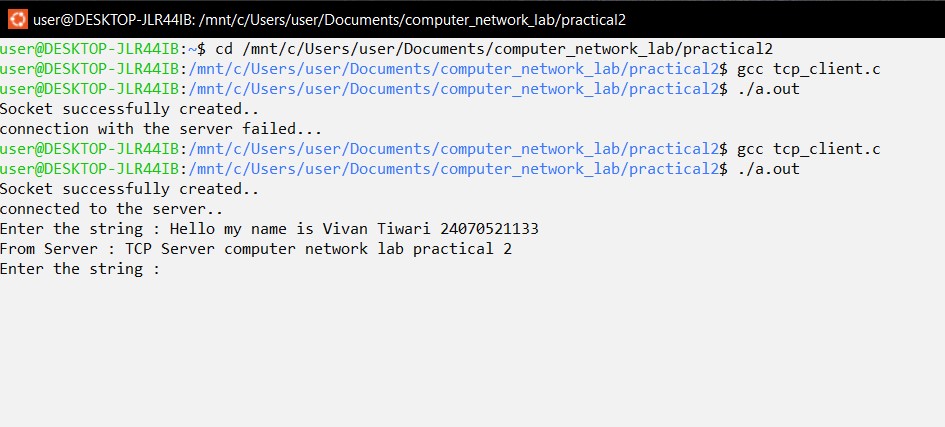 user@DESKTOP-JLR44IB: /mnt/c/Users/user/Documents/computer_network_lab/practical2
user@DESKTOP-JLR44IB:~$ cd /mnt/c/Users/user/Documents/computer_network_lab/practical2
user@DESKTOP-JLR44IB:/mnt/c/Users/user/Documents/computer_network_lab/practical2$ gcc tcp_client.c
user@DESKTOP-JLR44IB:/mnt/c/Users/user/Documents/computer_network_lab/practical2$ ./a.out
Socket successfully created..
connection with the server failed...
user@DESKTOP-JLR44IB:/mnt/c/Users/user/Documents/computer_network_lab/practical2$ gcc tcp_client.c
user@DESKTOP-JLR44IB:/mnt/c/Users/user/Documents/computer_network_lab/practical2$ ./a.out
Socket successfully created..
connected to the server..
Enter the string : Hello my name is Vivan Tiwari 24070521133
From Server : TCP Server computer network lab practical 2
Enter the string :